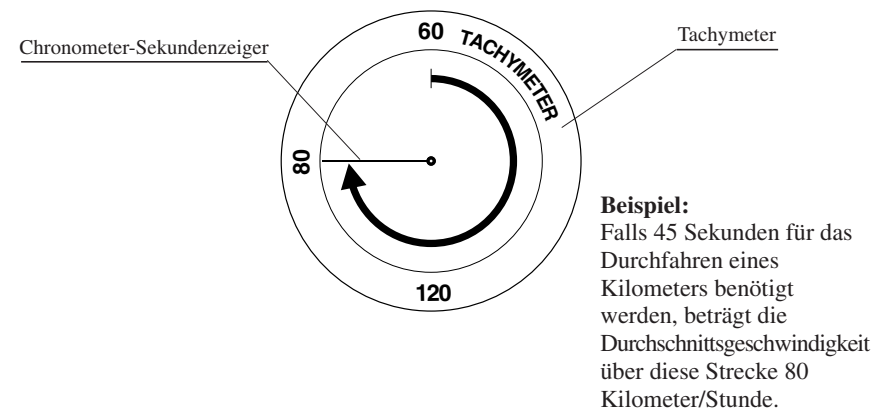 Chronometer-Sekundenzeiger
Tachymeter
60
TACHYMETER
80
120
Beispiel:
Falls 45 Sekunden für das
Durchfahren eines
Kilometers benötigt
werden, beträgt die
Durchschnittsgeschwindigkeit
über diese Strecke 80
Kilometer/Stunde.